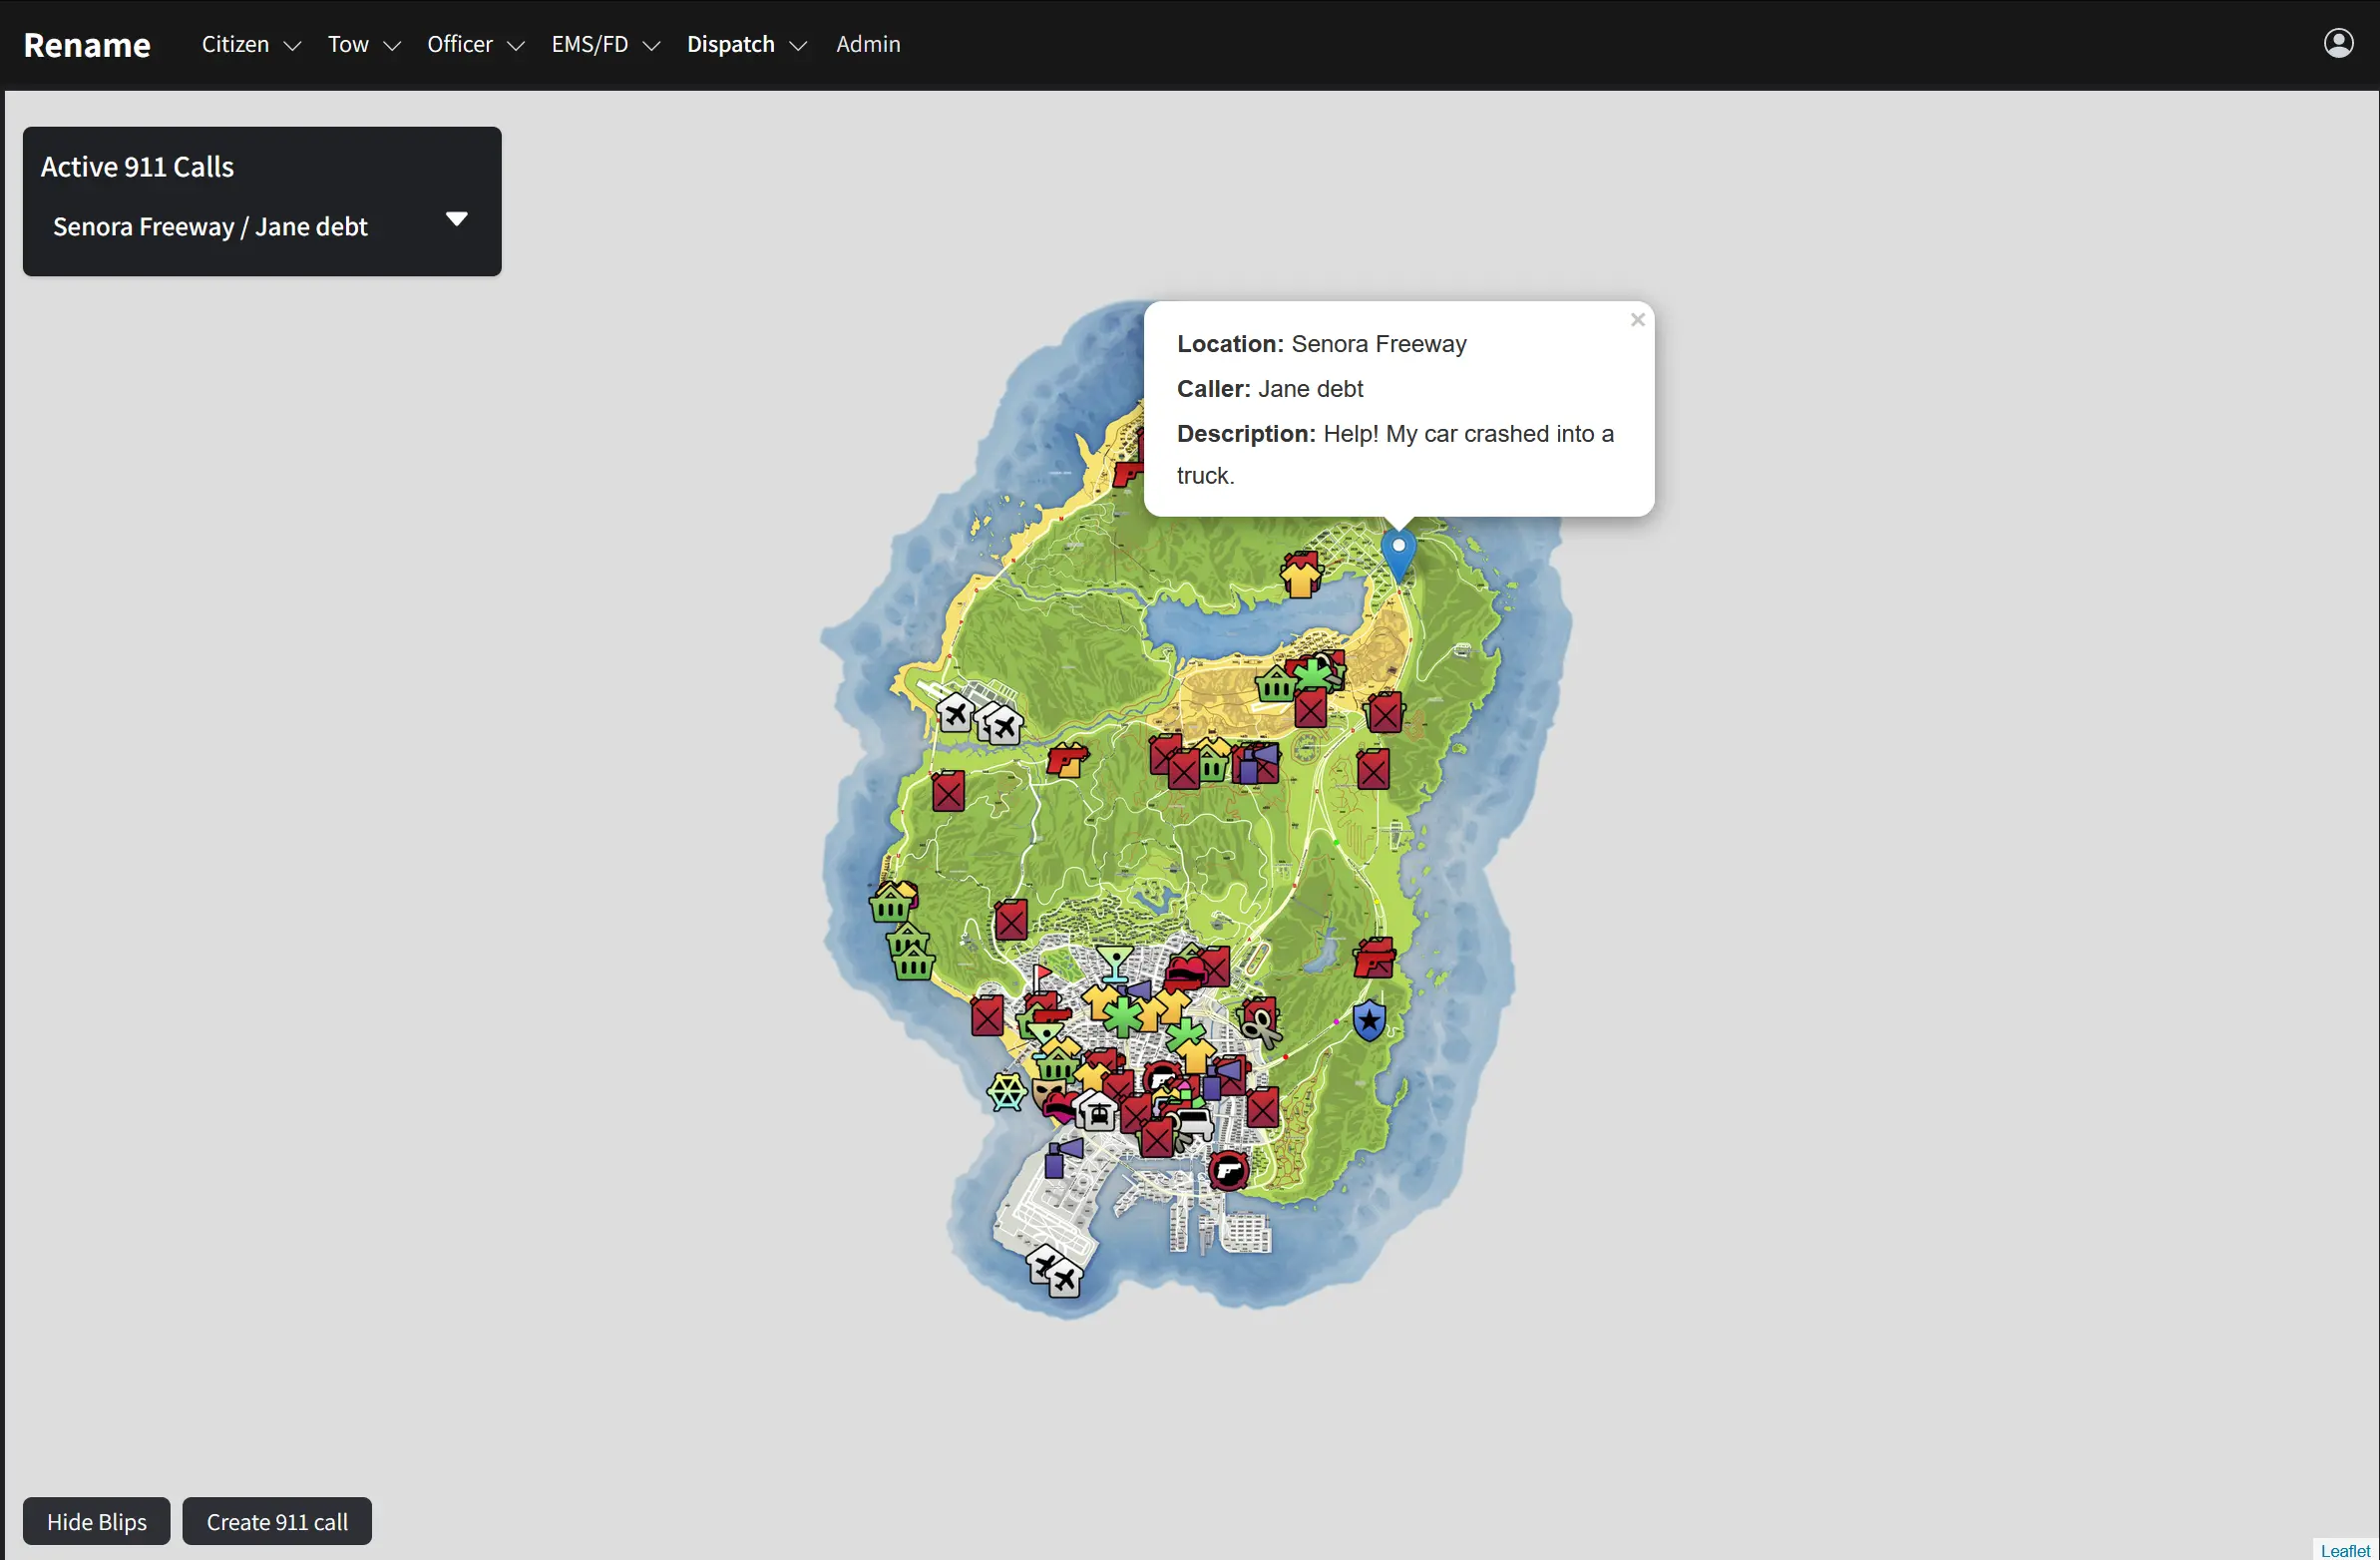 Rename Citizen Tow Officer EMS/FD Dispatch Admin
Active 911 Calls
Senora Freeway / Jane debt
Location: Senora Freeway
Caller: Jane debt
Description: Help! My car crashed into a
truck.
Hide Blips Create 911 call
Leaflet